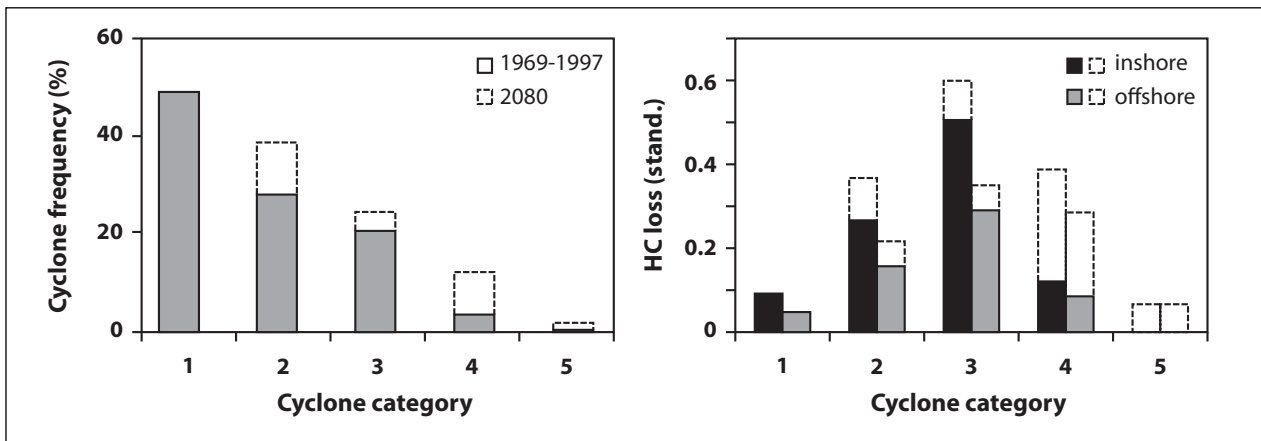 Cyclone frequency (%)
60
40
20
0
1969-1997
2080
1 2 3 4 5
Cyclone category
HC loss (stand.)
0.6
0.4
0.2
0
inshore
offshore
1 2 3 4 5
Cyclone category